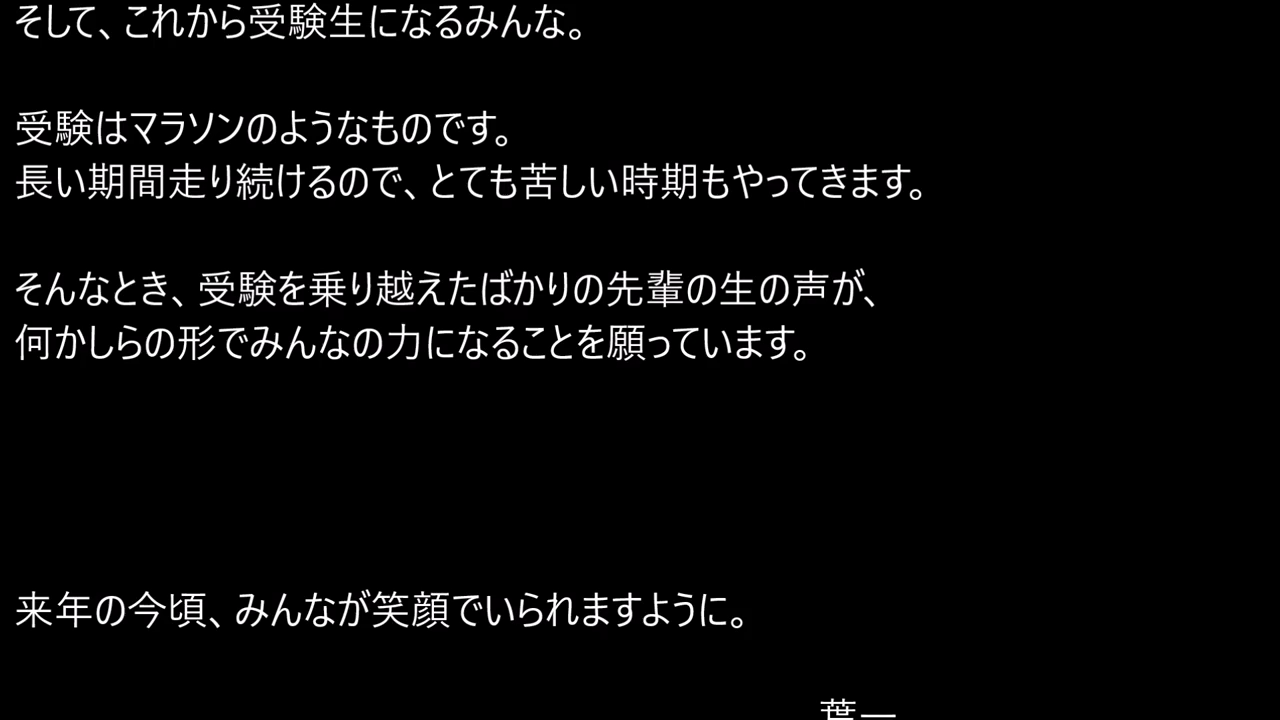 そして、これから受験生になるみんな。
受験はマラソンのようなものです。
長い期間走り続けるので、とても苦しい時期もやってきます。
そんなとき、受験を乗り越えたばかりの先輩の生の声が、
何かしらの形でみんなの力になることを願っています。
来年の今頃、みんなが笑顔でいられますように。
葉一